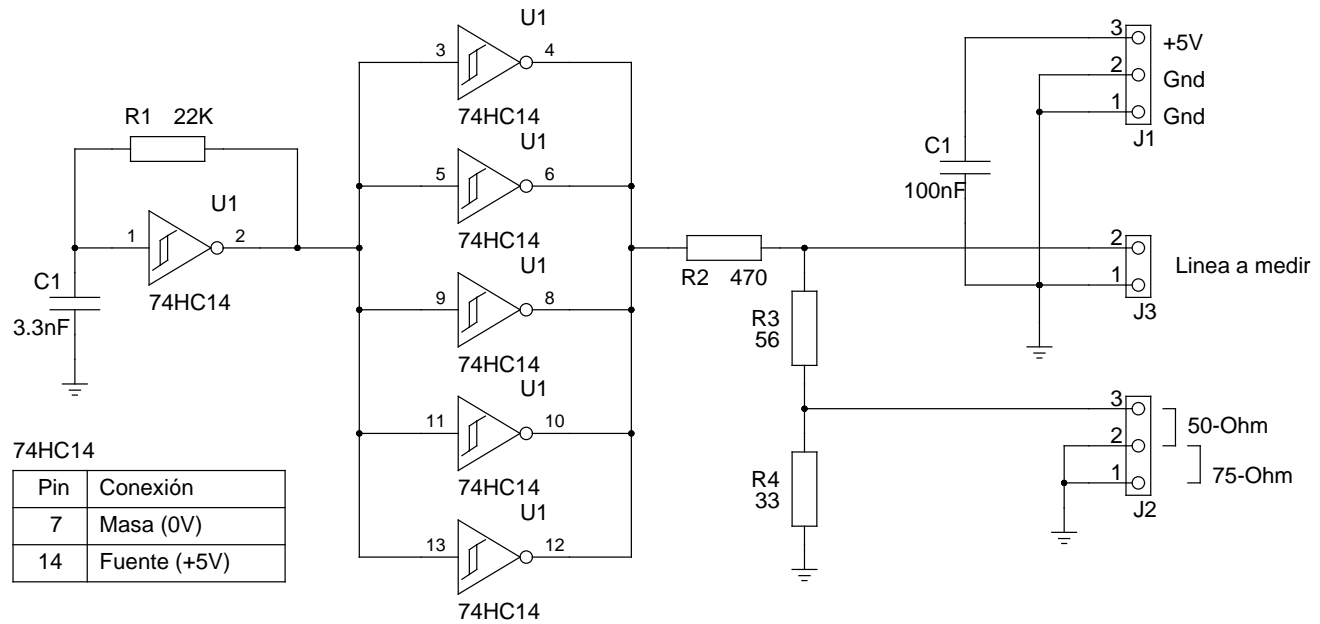 R1 22K
U1
1
2
74HC14
C1
3.3nF
U1
3
4
74HC14
U1
5
6
74HC14
U1
9
8
74HC14
U1
11
10
74HC14
U1
13
12
74HC14
R2 470
R3
56
R4
33
C1
100nF
3
+5V
2
Gnd
1
Gnd
J1
2
1
Linea a medir
J3
3
2
1
50-Ohm
75-Ohm
J2
74HC14
Pin Conexión
7 Masa (0V)
14 Fuente (+5V)